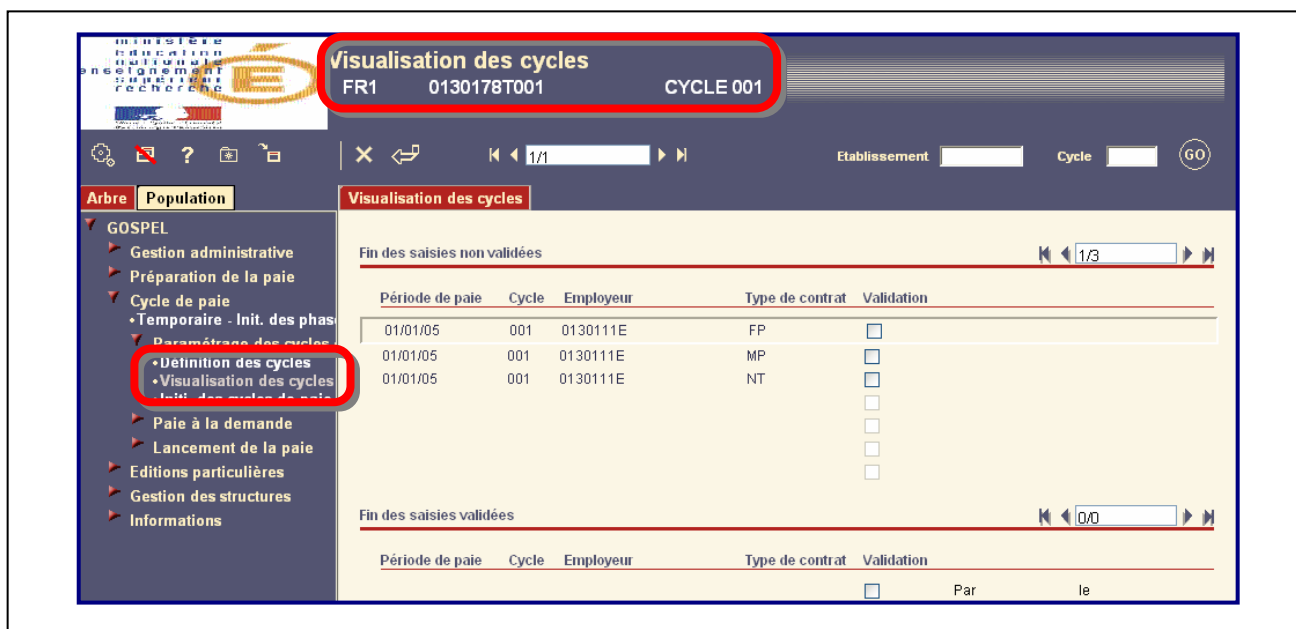 ministère
éducation
nationale
enseignement
supérieur
recherche
Visualisation des cycles
FR1 0130178T001 CYCLE 001
? 1/1 Etablissement Cycle GO
Arbre Population Visualisation des cycles
GOSPEL
Gestion administrative
Préparation de la paie
Cycle de paie
•Temporaire - Init. des phas
Paramétrage des cycles
•Définition des cycles
•Visualisation des cycles
•Initi. des cycles de paie
Paie à la demande
Lancement de la paie
Editions particulières
Gestion des structures
Informations
Fin des saisies non validées 1/3
Période de paie Cycle Employeur Type de contrat Validation
01/01/05 001 0130111E FP
01/01/05 001 0130111E MP
01/01/05 001 0130111E NT
Fin des saisies validées 0/0
Période de paie Cycle Employeur Type de contrat Validation
Par le